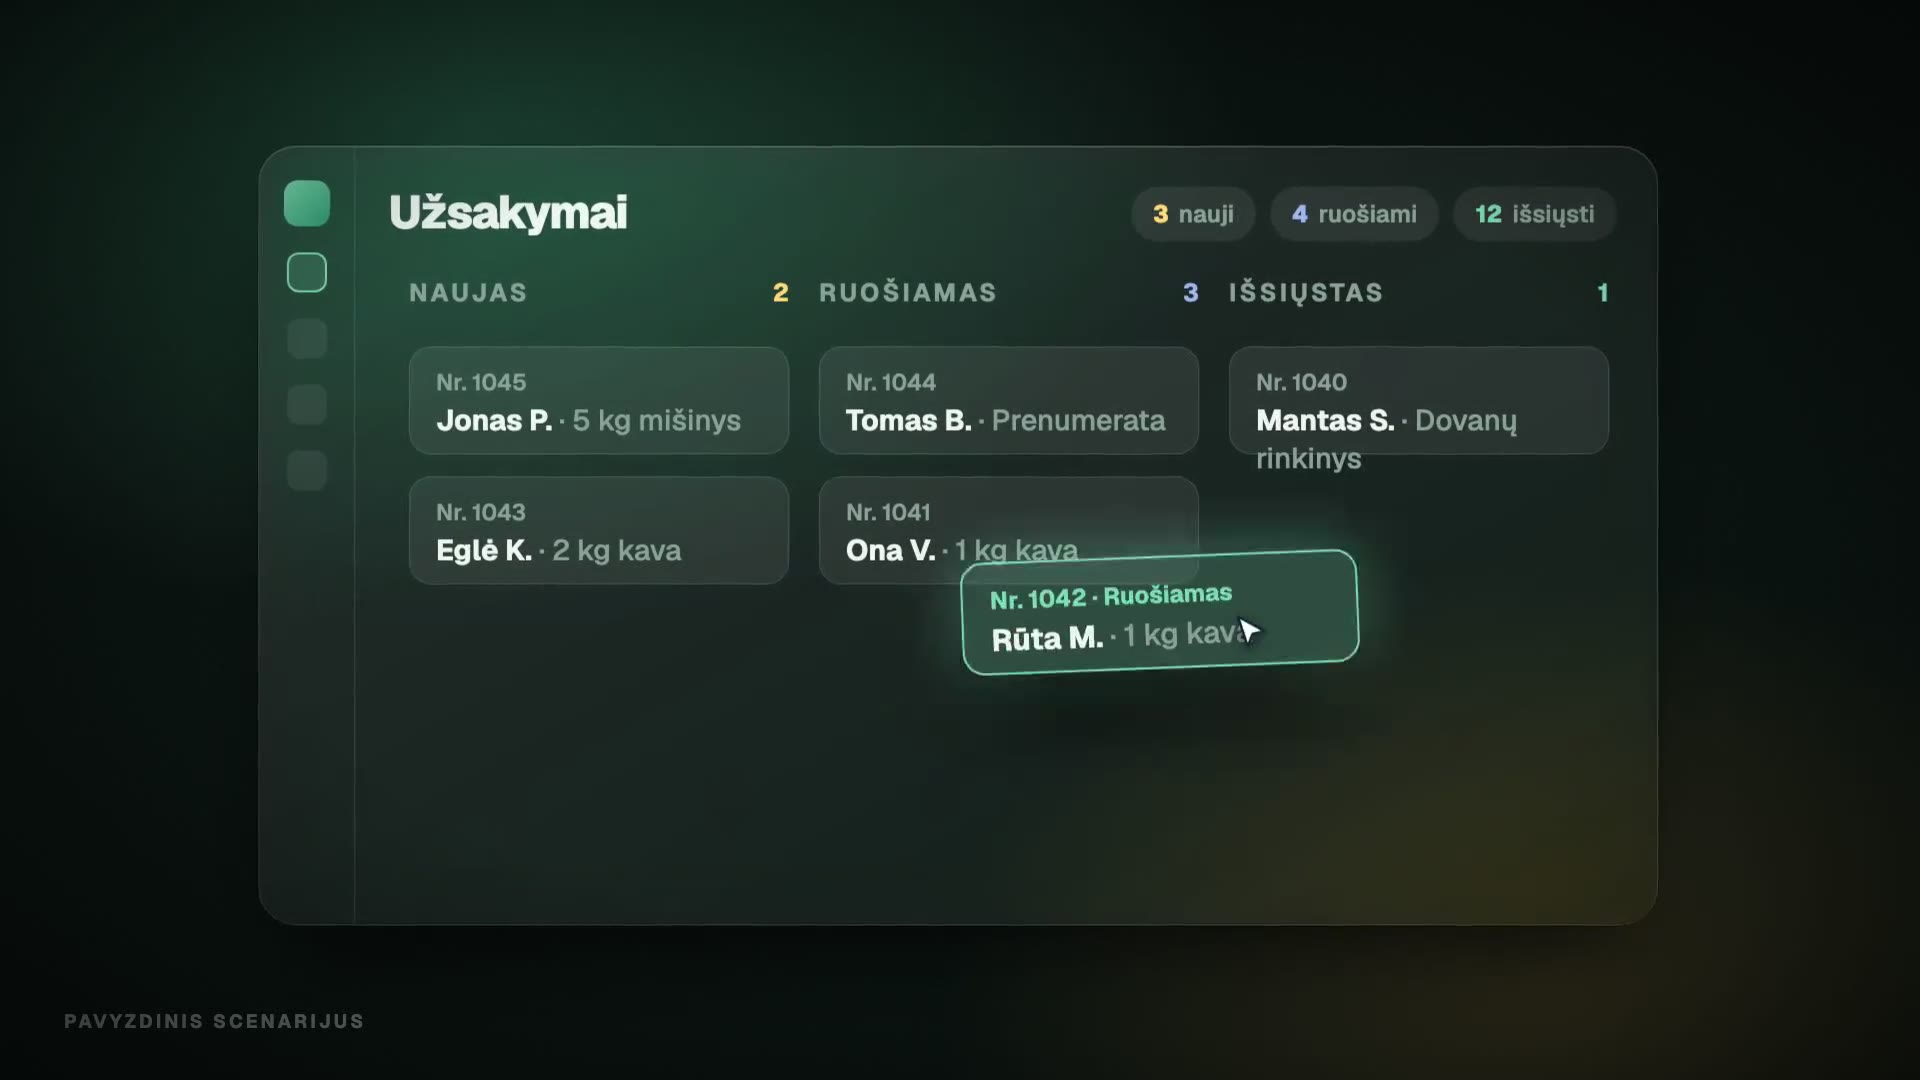 Užsakymai
3 nauji
4 ruošiami
12 išsiųsti
NAUJAS 2
RUOŠIAMAS 3
IŠSIŲSTAS 1
Nr. 1045
Jonas P. · 5 kg mišinys
Nr. 1044
Tomas B. · Prenumerata
Nr. 1040
Mantas S. · Dovanų
rinkinys
Nr. 1043
Eglė K. · 2 kg kava
Nr. 1041
Ona V. · 1 kg kava
Nr. 1042 · Ruošiamas
Rūta M. · 1 kg kava
PAVYZDINIS SCENARIJUS